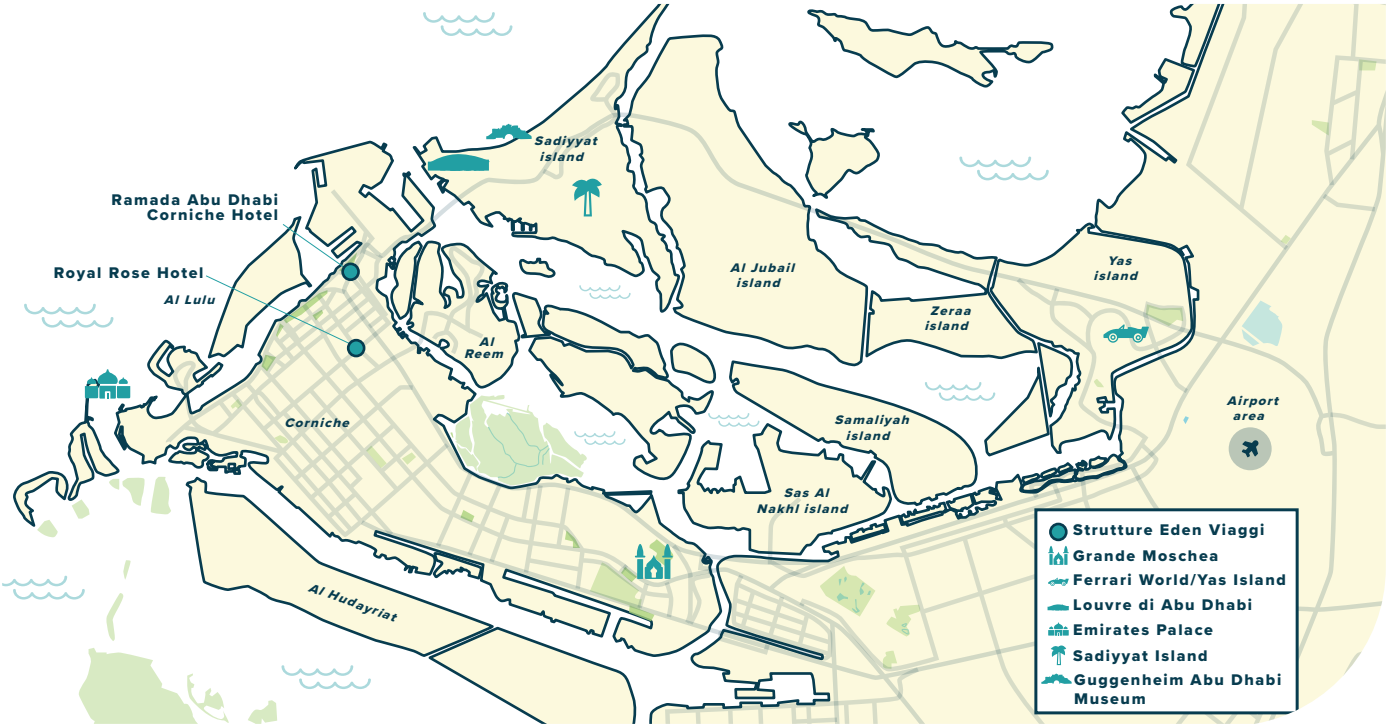 Sadiyyat
island
Ramada Abu Dhabi
Corniche Hotel
Royal Rose Hotel
Al Lulu
Al Jubail
island
Yas
island
Zeraa
island
Al
Reem
Corniche
Samaliyah
island
Airport
area
Sas Al
Nakhl island
Al Hudayriat
Strutture Eden Viaggi
Grande Moschea
Ferrari World/Yas Island
Louvre di Abu Dhabi
Emirates Palace
Sadiyyat Island
Guggenheim Abu Dhabi
Museum